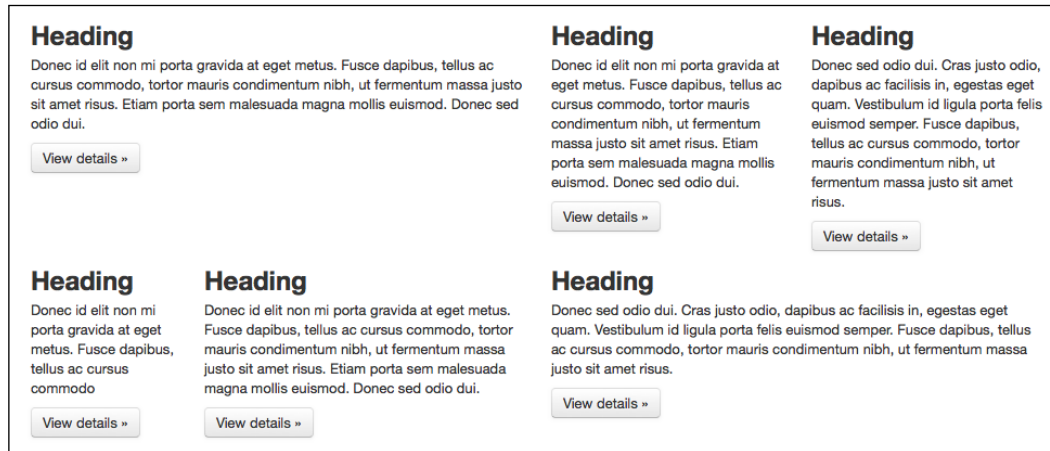 Heading
Donec id elit non mi porta gravida at eget metus. Fusce dapibus, tellus ac
cursus commodo, tortor mauris condimentum nibh, ut fermentum massa justo
sit amet risus. Etiam porta sem malesuada magna mollis euismod. Donec sed
odio dui.
View details »
Heading
Donec id elit non mi porta gravida at
eget metus. Fusce dapibus, tellus ac
cursus commodo, tortor mauris
condimentum nibh, ut fermentum
massa justo sit amet risus. Etiam
porta sem malesuada magna mollis
euismod. Donec sed odio dui.
View details »
Heading
Donec sed odio dui. Cras justo odio,
dapibus ac facilisis in, egestas eget
quam. Vestibulum id ligula porta felis
euismod semper. Fusce dapibus,
tellus ac cursus commodo, tortor
mauris condimentum nibh, ut
fermentum massa justo sit amet
risus.
View details »
Heading
Donec id elit non mi
porta gravida at eget
metus. Fusce dapibus,
tellus ac cursus
commodo
View details »
Heading
Donec id elit non mi porta gravida at eget metus.
Fusce dapibus, tellus ac cursus commodo, tortor
mauris condimentum nibh, ut fermentum massa
justo sit amet risus. Etiam porta sem malesuada
magna mollis euismod. Donec sed odio dui.
View details »
Heading
Donec sed odio dui. Cras justo odio, dapibus ac facilisis in, egestas eget
quam. Vestibulum id ligula porta felis euismod semper. Fusce dapibus, tellus
ac cursus commodo, tortor mauris condimentum nibh, ut fermentum massa
justo sit amet risus.
View details »